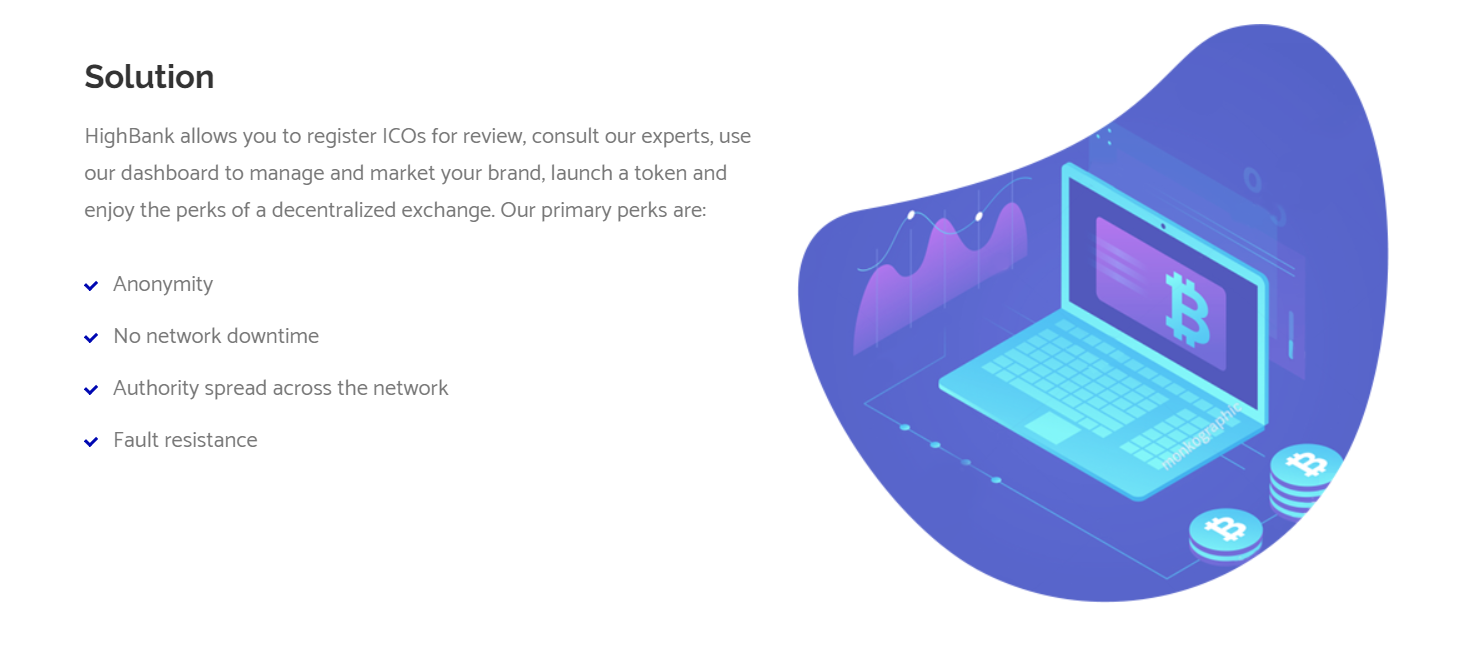 Solution
HighBank allows you to register ICOs for review, consult our experts, use
our dashboard to manage and market your brand, launch a token and
enjoy the perks of a decentralized exchange. Our primary perks are:
Anonymity
No network downtime
Authority spread across the network
Fault resistance
monkographic